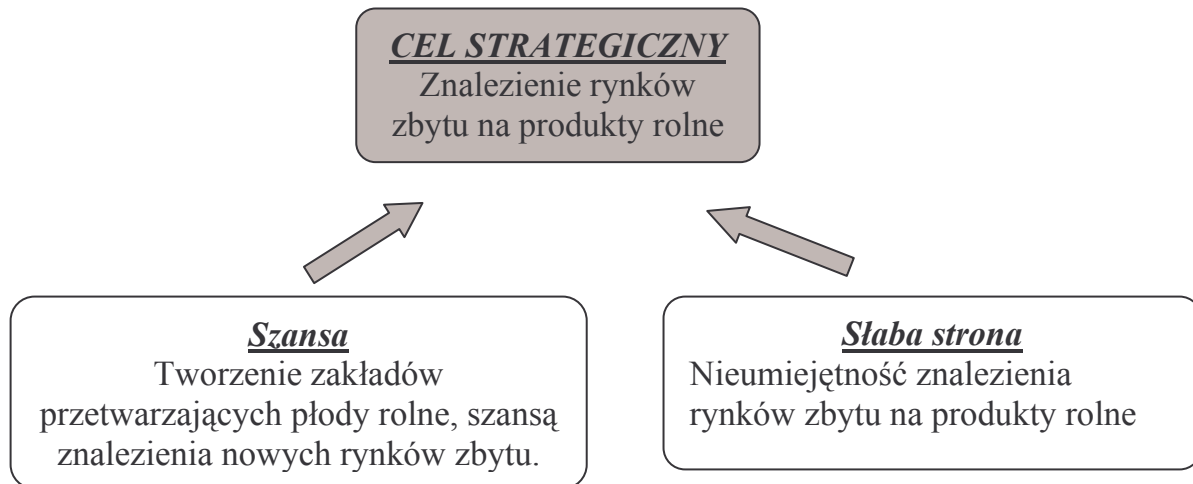 CEL STRATEGICZNY
Znalezienie rynków
zbytu na produkty rolne
Szansa
Tworzenie zakładów
przetwarzających płody rolne, szansą
znalezienia nowych rynków zbytu.
Słaba strona
Nieumiejętność znalezienia
rynków zbytu na produkty rolne